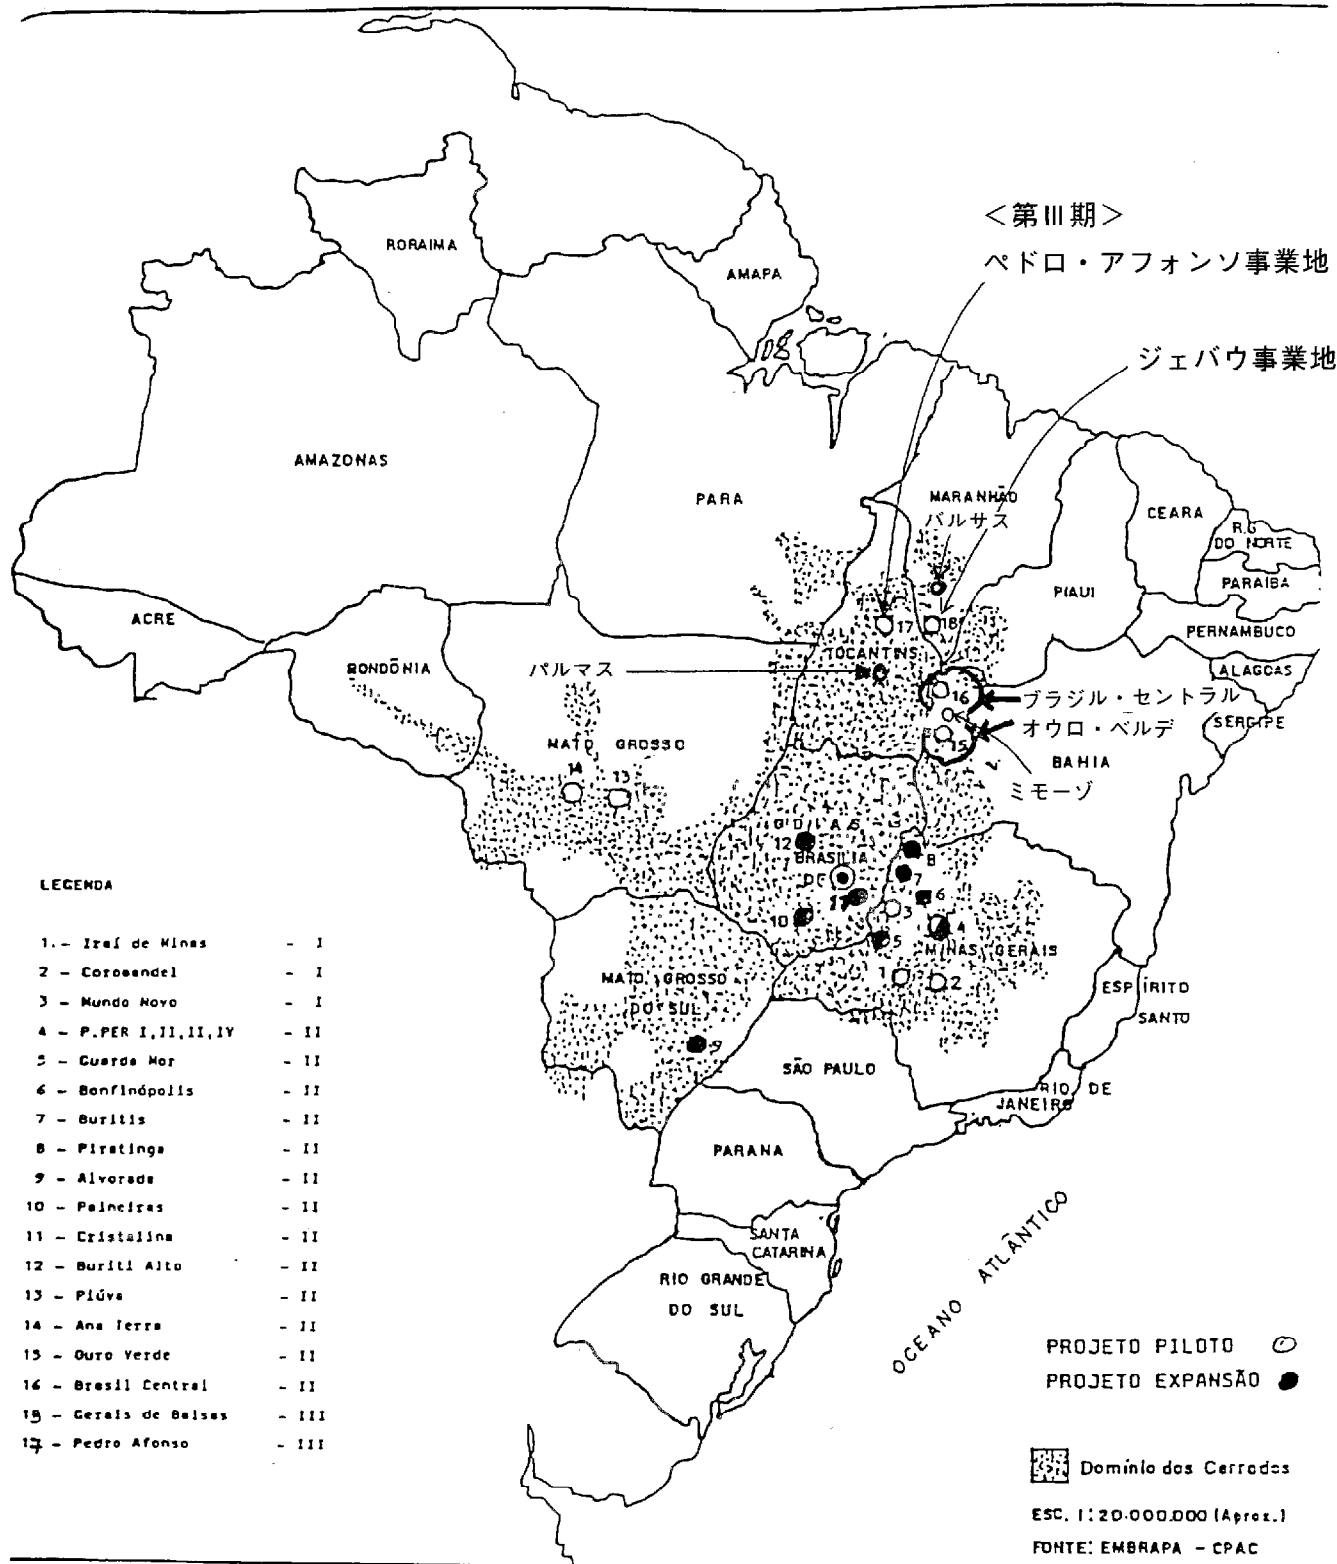 <第III期>
ペドロ・アフォンソ事業地
ジェバウ事業地
RORAIMA
AMAPA
AMAZONAS
PARA
MARANHÃO
バルサス
CEARA
R.G.
DO NORTE
PARAIBA
PIAUI
PERNAMBUCO
ALAGOAS
SERGIPE
ACRE
RONDÔNIA
17
18
TOCANTINS
パルマス
16
ブラジル・セントラル
オウロ・ベルデ
15
BAHIA
ミモーゾ
MATO GROSSO
14
13
GOIAS
12
BRASILIA
DF
8
7
6
11
3
10
4
5
MINAS GERAIS
1
2
MATO GROSSO
DO SUL
9
ESPÍRITO
SANTO
SÃO PAULO
RIO DE
JANEIRO
PARANA
SANTA
CATARINA
RIO GRANDE
DO SUL
OCEANO ATLÂNTICO
LEGENDA
1.- Iraí de Minas - I
2 - Coromandel - I
3 - Mundo Novo - I
4 - P.PER I,II,II,IV - II
5 - Guarda Mor - II
6 - Bonfinópolis - II
7 - Buritis - II
8 - Piratinga - II
9 - Alvorada - II
10 - Paineiras - II
11 - Cristalina - II
12 - Buriti Alto - II
13 - Piúva - II
14 - Ana Terra - II
15 - Ouro Verde - II
16 - Brasil Central - II
18 - Gerais de Balsas - III
17 - Pedro Afonso - III
PROJETO PILOTO
PROJETO EXPANSÃO
Domínio dos Cerrados
ESC. 1:20.000.000 (Aprox.)
FONTE: EMBRAPA - CPAC